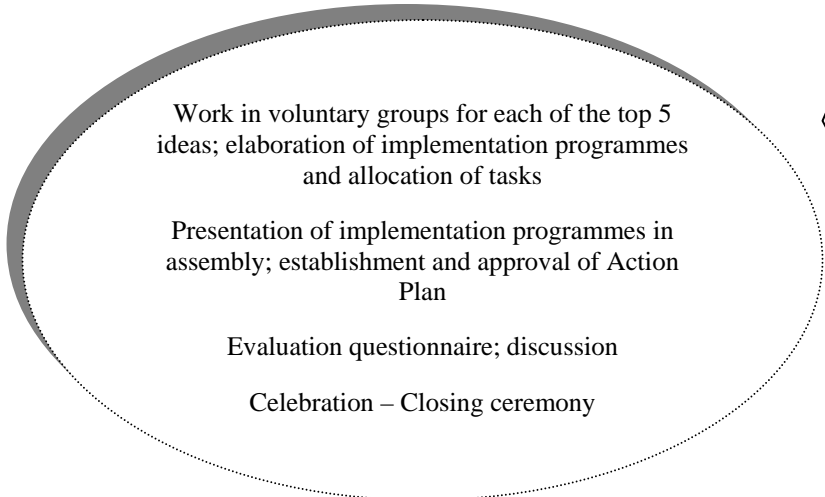 Work in voluntary groups for each of the top 5
ideas; elaboration of implementation programmes
and allocation of tasks
Presentation of implementation programmes in
assembly; establishment and approval of Action
Plan
Evaluation questionnaire; discussion
Celebration – Closing ceremony